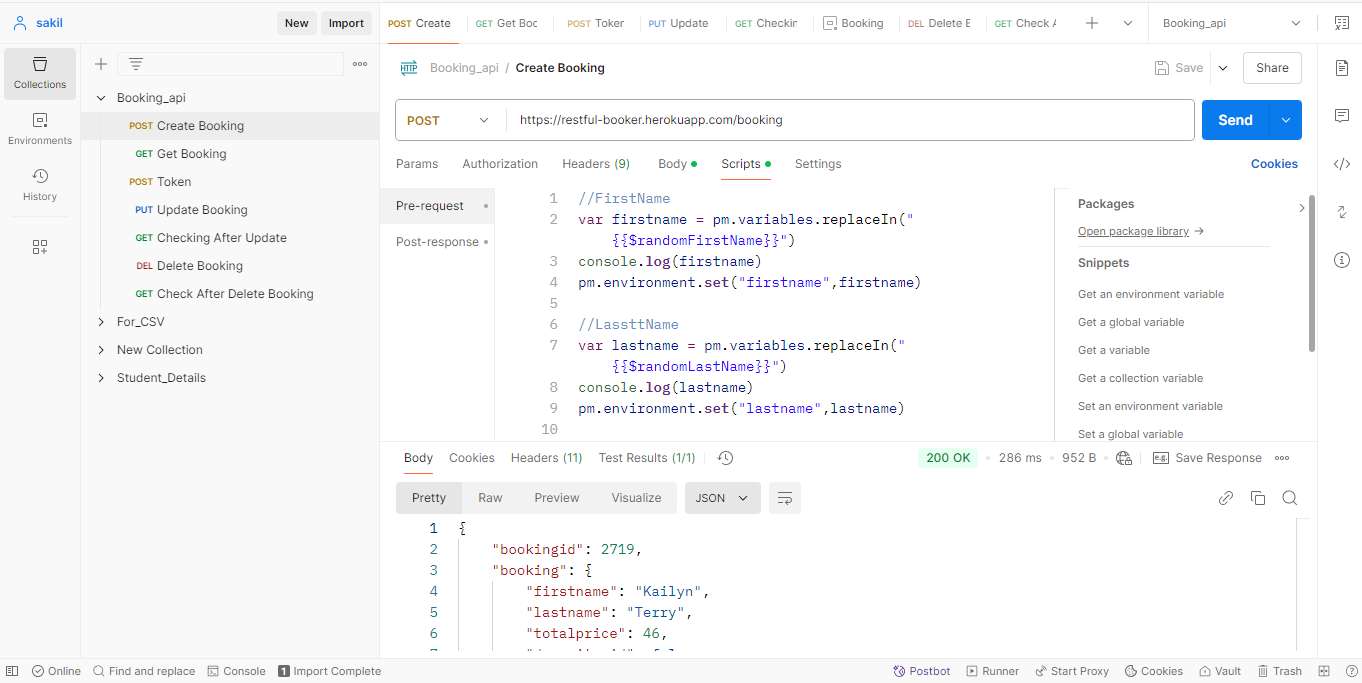 sakil
New Import
POST Create GET Get Boc POST Token PUT Update GET Checkin Booking DEL Delete E GET Check A Booking_api
Collections
Environments
History
Booking_api
POST Create Booking
GET Get Booking
POST Token
PUT Update Booking
GET Checking After Update
DEL Delete Booking
GET Check After Delete Booking
For_CSV
New Collection
Student_Details
HTTP Booking_api / Create Booking Save Share
POST https://restful-booker.herokuapp.com/booking Send
Params Authorization Headers (9) Body Scripts Settings Cookies
Pre-request
Post-response
1 //FirstName
2 var firstname = pm.variables.replaceIn("
{{$randomFirstName}}")
3 console.log(firstname)
4 pm.environment.set("firstname",firstname)
5
6 //LassttName
7 var lastname = pm.variables.replaceIn("
{{$randomLastName}}")
8 console.log(lastname)
9 pm.environment.set("lastname",lastname)
10
Packages
Open package library →
Snippets
Get an environment variable
Get a global variable
Get a variable
Get a collection variable
Set an environment variable
Set a global variable
Body Cookies Headers (11) Test Results (1/1) 200 OK 286 ms 952 B e.g. Save Response
Pretty Raw Preview Visualize JSON
1 {
2 "bookingid": 2719,
3 "booking": {
4 "firstname": "Kailyn",
5 "lastname": "Terry",
6 "totalprice": 46,
Online Find and replace Console 1 Import Complete Postbot Runner Start Proxy Cookies Vault Trash